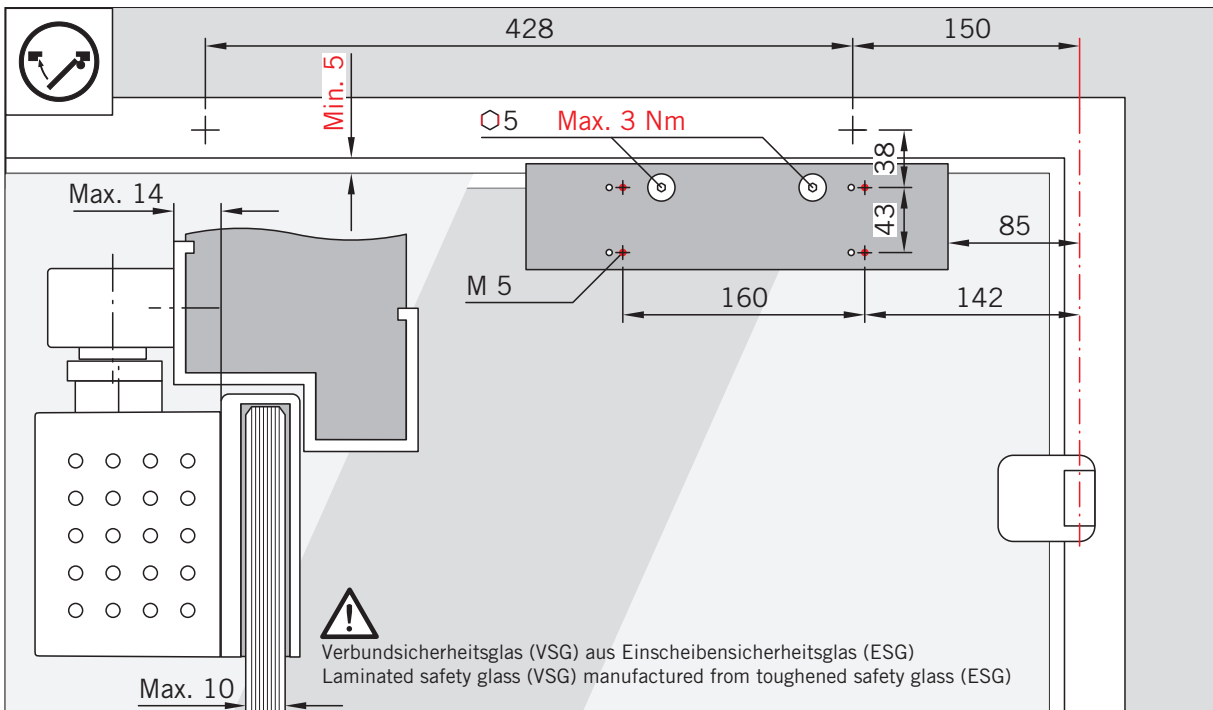 428
150
Min. 5
⬡5 Max. 3 Nm
38
Max. 14
43
85
M 5
160
142
Verbundsicherheitsglas (VSG) aus Einscheibensicherheitsglas (ESG)
Laminated safety glass (VSG) manufactured from toughened safety glass (ESG)
Max. 10